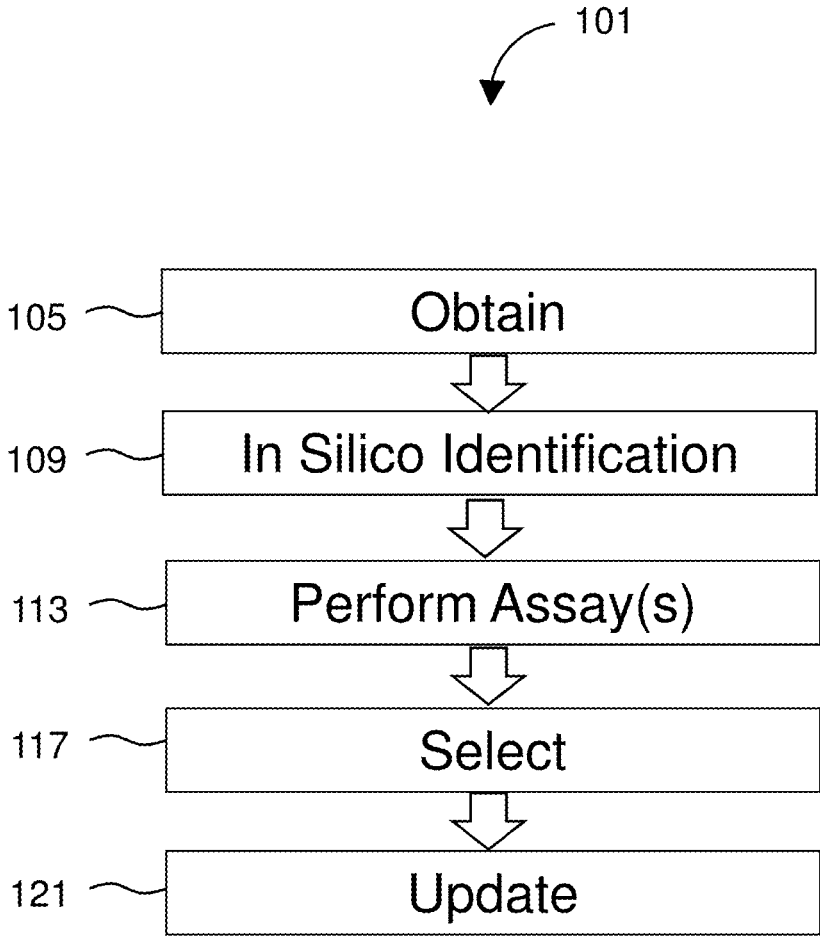 101
105 Obtain
109 In Silico Identification
113 Perform Assay(s)
117 Select
121 Update